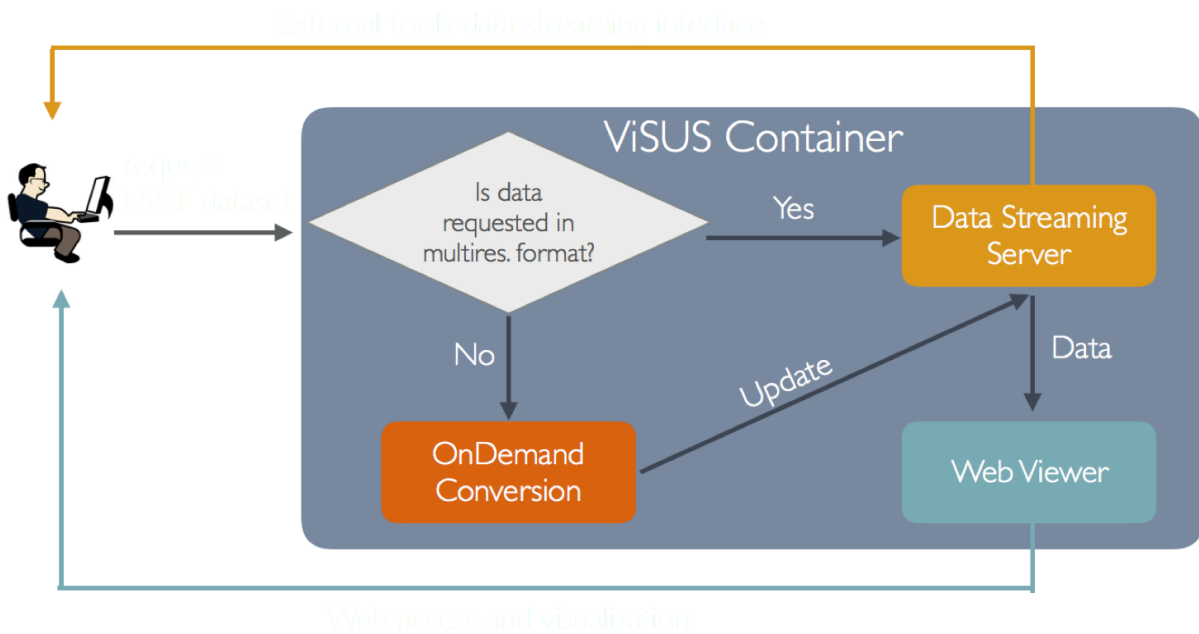 External tools data streaming interface
ViSUS Container
request
dataset
Is data
requested in
multires. format?
Yes
Data Streaming
Server
No
Update
Data
OnDemand
Conversion
Web Viewer
Web access and visualization